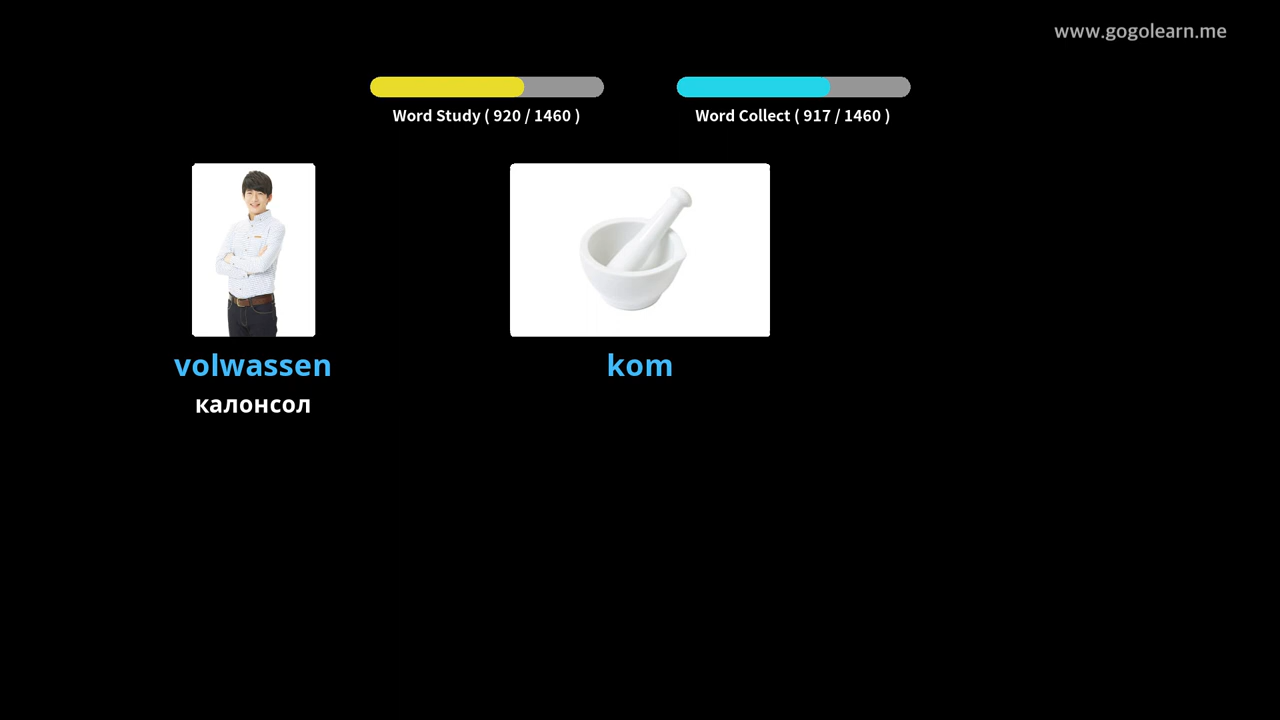 www.gogolearn.me
Word Study ( 920 / 1460 )
Word Collect ( 917 / 1460 )
volwassen
kom
калонсол